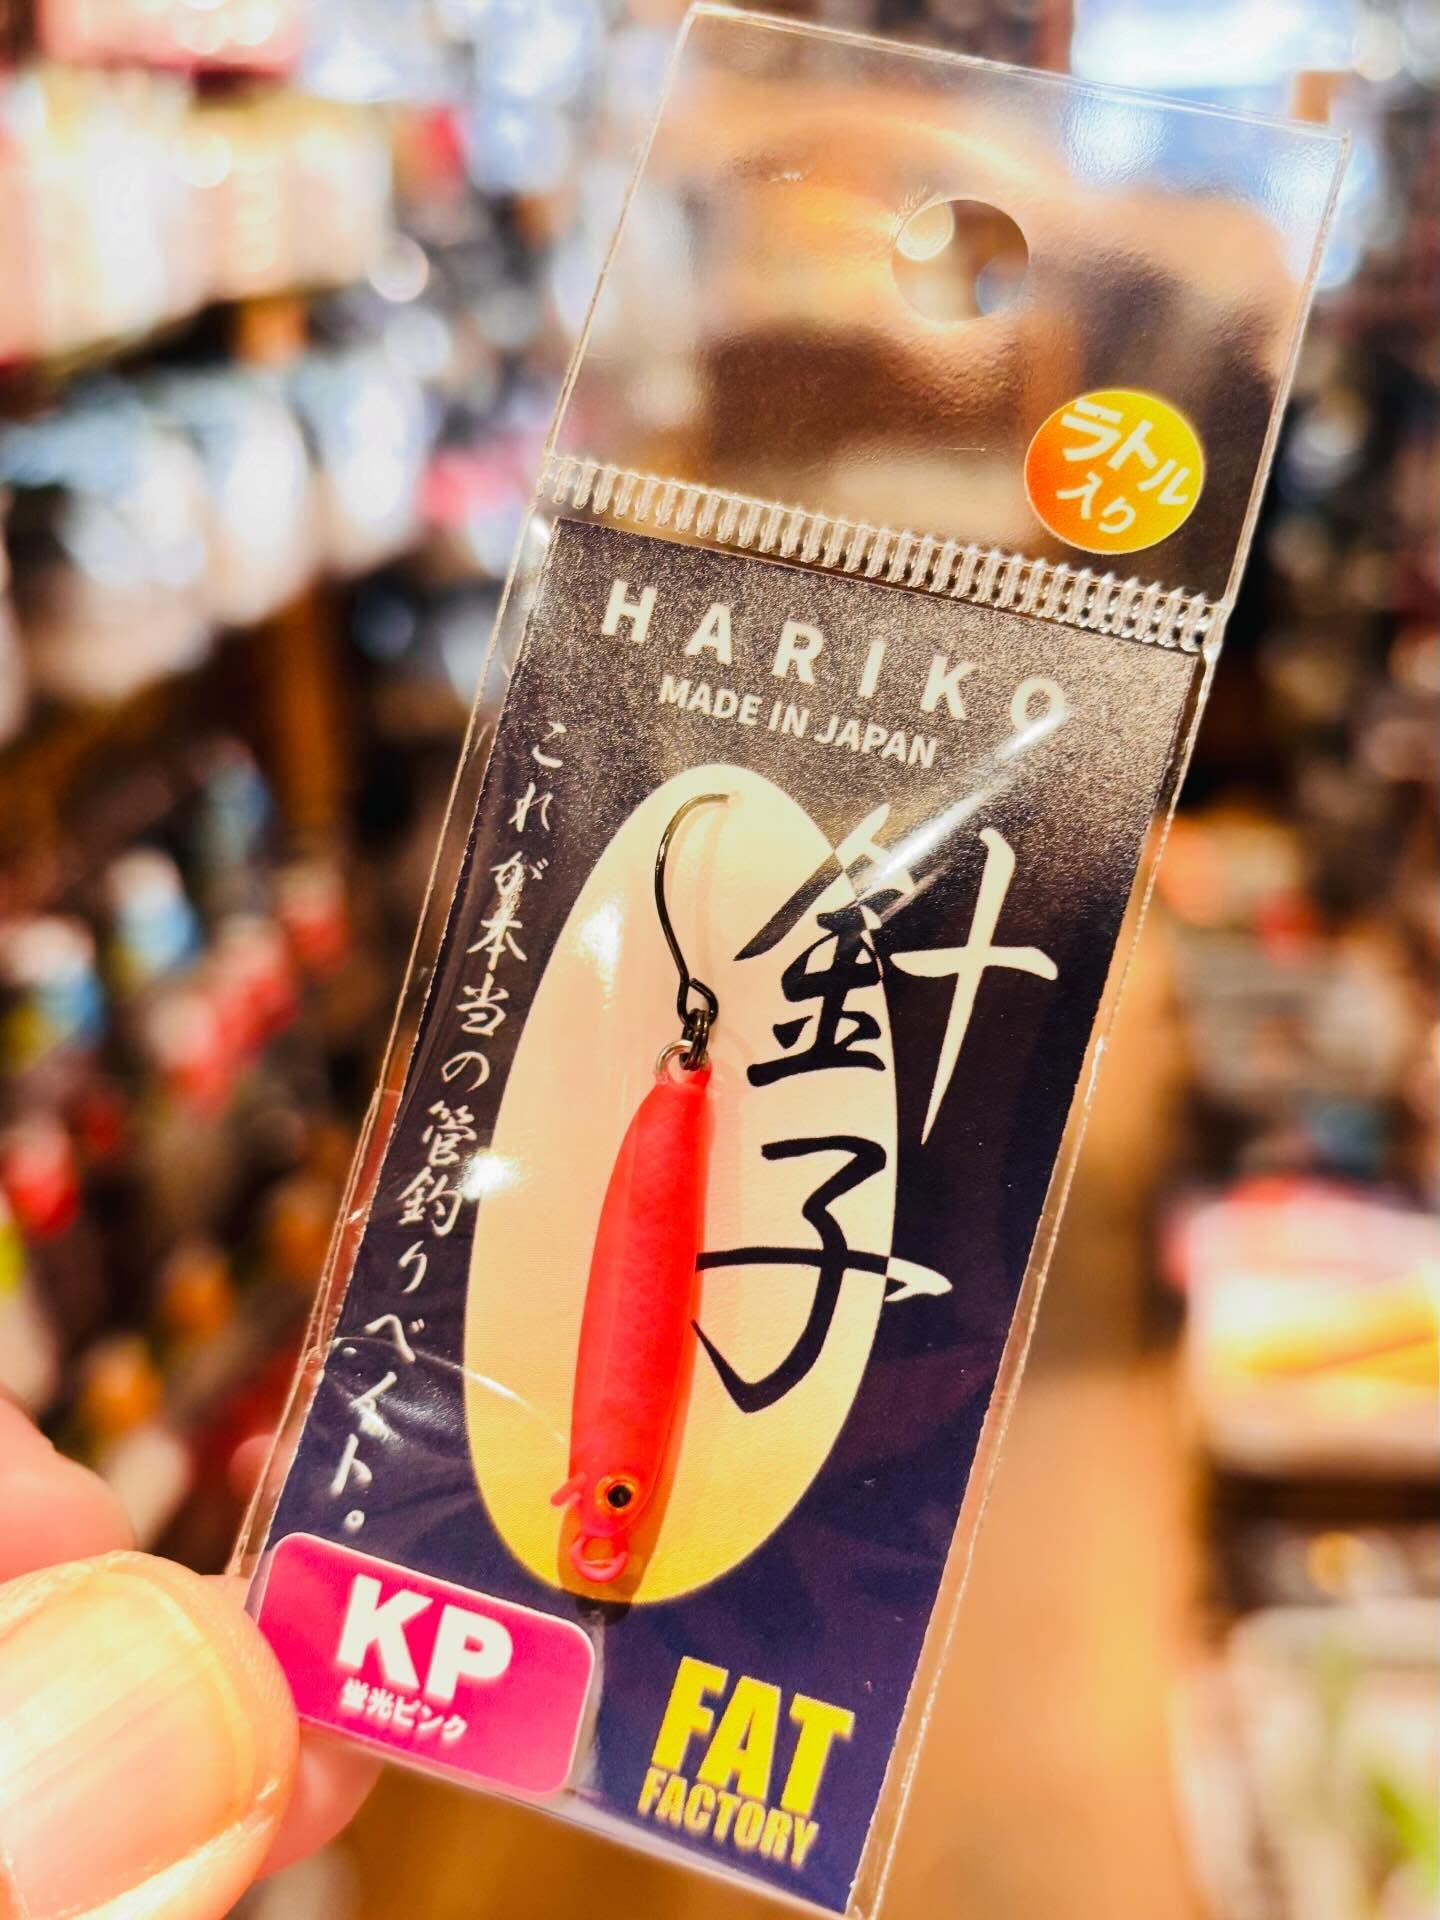 ラトル
入り
HARIKO
MADE IN JAPAN
針子
これが本当の管釣りベイト。
KP
蛍光ピンク
FAT
FACTORY